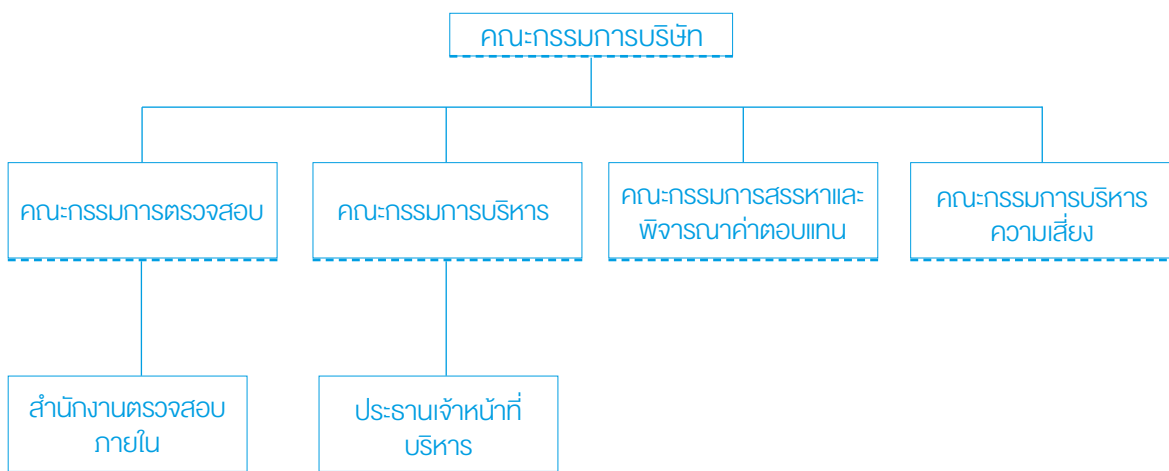 คณะกรรมการบริษัท
คณะกรรมการตรวจสอบ
คณะกรรมการบริหาร
คณะกรรมการสรรหาและ
พิจารณาค่าตอบแทน
คณะกรรมการบริหาร
ความเสี่ยง
สำนักงานตรวจสอบ
ภายใน
ประธานเจ้าหน้าที่
บริหาร